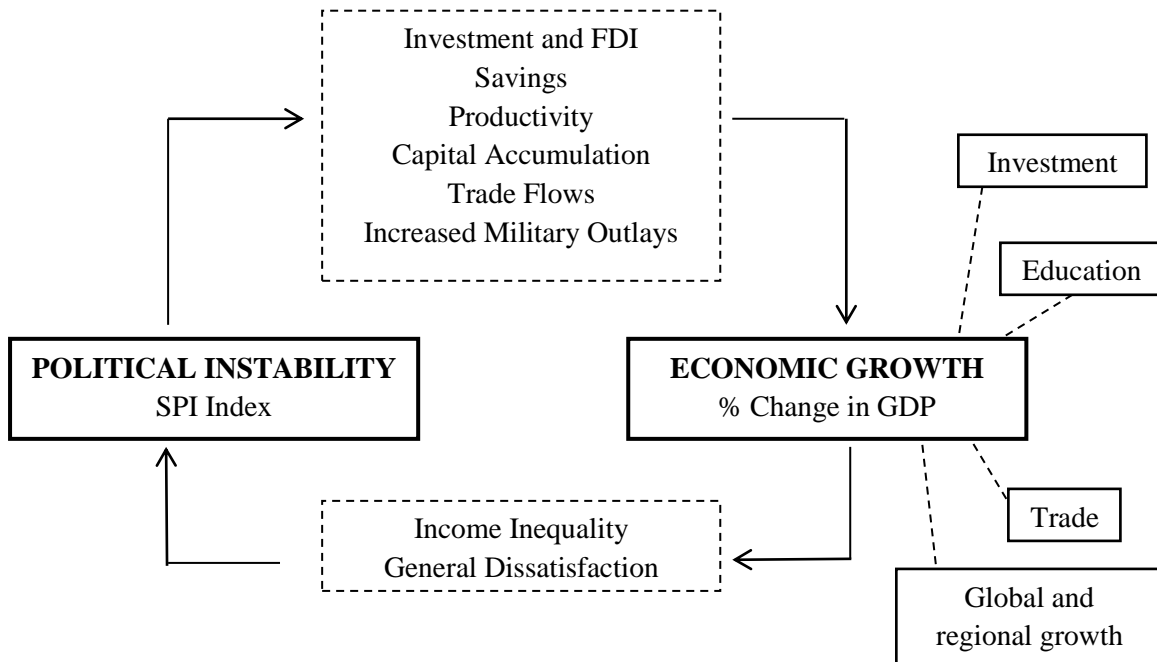 Investment and FDI
Savings
Productivity
Capital Accumulation
Trade Flows
Increased Military Outlays
Investment
Education
POLITICAL INSTABILITY
SPI Index
ECONOMIC GROWTH
% Change in GDP
Trade
Income Inequality
General Dissatisfaction
Global and
regional growth